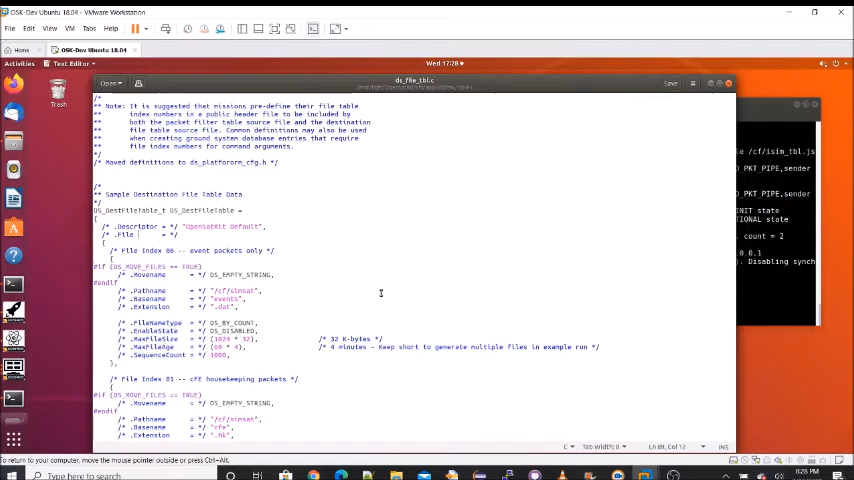 OSK-Dev Ubuntu 18.04 - VMware Workstation
File Edit View VM Tabs Help
Home OSK-Dev Ubuntu 18.04
Activities Text Editor Wed 17:28
Trash
Open ds_file_tbl.c Save
/*
** Note: It is suggested that missions pre-define their file table
** index numbers in a public header file to be included by
** both the packet filter table source file and the destination
** file table source file. Common definitions may also be used
** when creating ground system database entries that require
** file index numbers for command arguments.
*/
/* Moved definitions to ds_platfororm_cfg.h */
/*
** Sample Destination File Table Data
*/
DS_DestFileTable_t DS_DestFileTable =
{
/* .Descriptor = */ "OpenSatKit Default",
/* .File = */
{
/* File Index 00 -- event packets only */
{
#if (DS_MOVE_FILES == TRUE)
/* .Movename = */ DS_EMPTY_STRING,
#endif
/* .Pathname = */ "/cf/simsat",
/* .Basename = */ "events",
/* .Extension = */ ".dat",
/* .FileNameType = */ DS_BY_COUNT,
/* .EnableState = */ DS_DISABLED,
/* .MaxFileSize = */ (1024 * 32), /* 32 K-bytes */
/* .MaxFileAge = */ (60 * 4), /* 4 minutes - Keep short to generate multiple files in example run */
/* .SequenceCount = */ 1000,
},
/* File Index 01 -- cFE housekeeping packets */
{
#if (DS_MOVE_FILES == TRUE)
/* .Movename = */ DS_EMPTY_STRING,
#endif
/* .Pathname = */ "/cf/simsat",
/* .Basename = */ "cfe",
/* .Extension = */ ".hk",
C Tab Width: 8 Ln 89, Col 12 INS
le /cf/isim_tbl.js
D_PKT_PIPE,sender
D_PKT_PIPE,sender
INIT state
TIONAL state
. count = 2
.0.0.1
). Disabling synch
To return to your computer, move the mouse pointer outside or press Ctrl+Alt.
Type here to search
8:28 PM